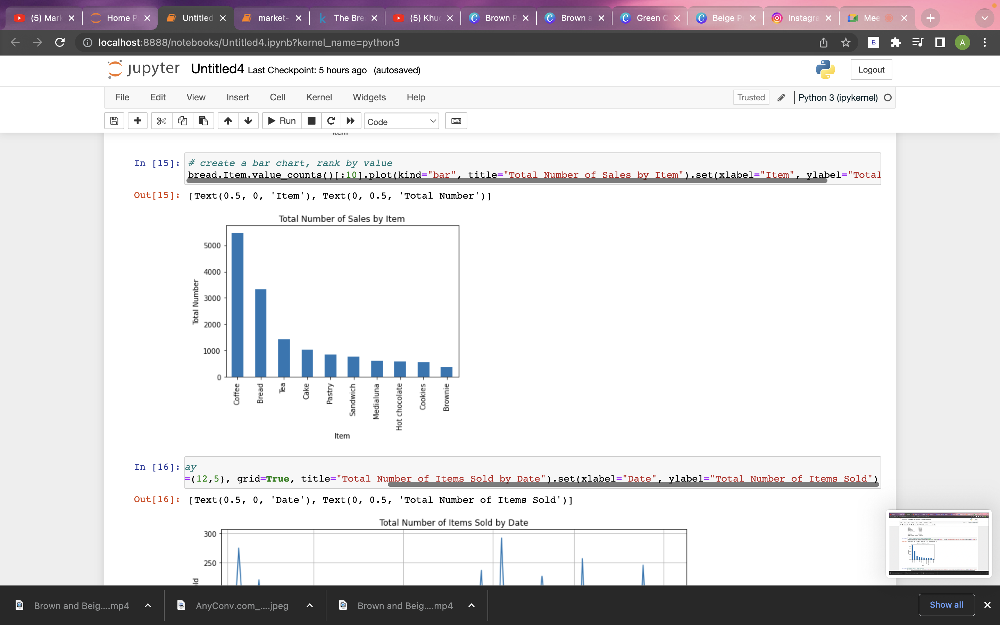 (5) Mark
Home P
Untitled
market-
The Bre
(5) Khu
Brown P
Brown a
Green C
Beige P
Instagra
Mee
localhost:8888/notebooks/Untitled4.ipynb?kernel_name=python3
B
A
jupyter Untitled4 Last Checkpoint: 5 hours ago (autosaved)
Logout
File Edit View Insert Cell Kernel Widgets Help
Trusted
Python 3 (ipykernel)
Run
Code
In [15]: # create a bar chart, rank by value
bread.Item.value_counts()[:10].plot(kind="bar", title="Total Number of Sales by Item").set(xlabel="Item", ylabel="Total
Out[15]: [Text(0.5, 0, 'Item'), Text(0, 0.5, 'Total Number')]
Total Number of Sales by Item
5000
4000
3000
2000
1000
0
Total Number
Coffee
Bread
Tea
Cake
Pastry
Sandwich
Medialuna
Hot chocolate
Cookies
Brownie
Item
In [16]: ay
=(12,5), grid=True, title="Total Number of Items Sold by Date").set(xlabel="Date", ylabel="Total Number of Items Sold")
Out[16]: [Text(0.5, 0, 'Date'), Text(0, 0.5, 'Total Number of Items Sold')]
Total Number of Items Sold by Date
300
250
old
Brown and Beig....mp4
AnyConv.com_....jpeg
Brown and Beig....mp4
Show all